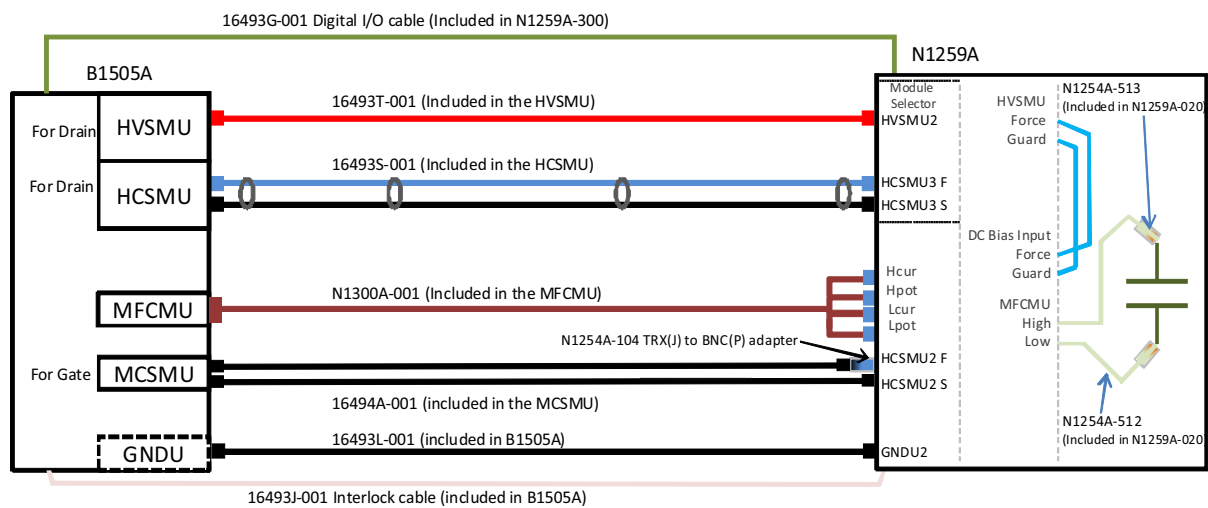 16493G-001 Digital I/O cable (Included in N1259A-300)
B1505A
N1259A
For Drain
HVSMU
16493T-001 (Included in the HVSMU)
Module
Selector
HVSMU2
HVSMU
Force
Guard
N1254A-513
(Included in N1259A-020)
For Drain
HCSMU
16493S-001 (Included in the HCSMU)
HCSMU3 F
HCSMU3 S
DC Bias Input
Force
Guard
MFCMU
N1300A-001 (Included in the MFCMU)
Hcur
Hpot
Lcur
Lpot
MFCMU
High
Low
N1254A-104 TRX(J) to BNC(P) adapter
For Gate
MCSMU
HCSMU2 F
HCSMU2 S
16494A-001 (included in the MCSMU)
N1254A-512
(Included in N1259A-020)
GNDU
16493L-001 (included in B1505A)
GNDU2
16493J-001 Interlock cable (included in B1505A)